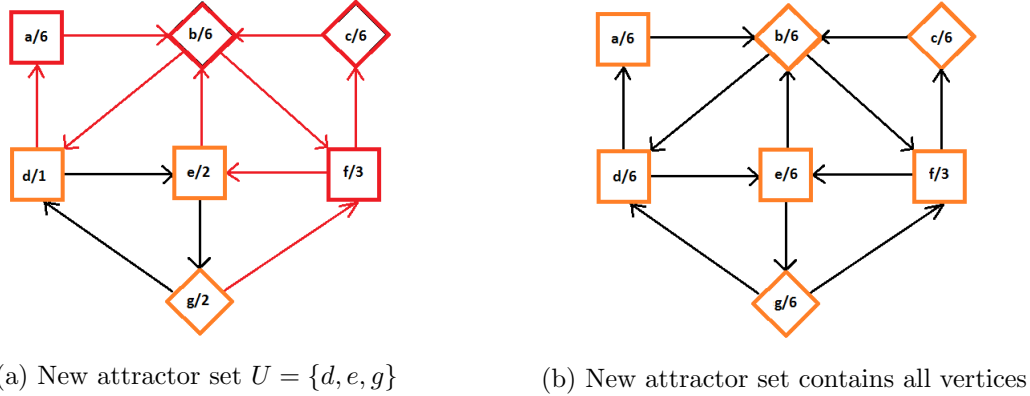 a/6 b/6 c/6
d/1 e/2 f/3
g/2
a/6 b/6 c/6
d/6 e/6 f/3
g/6
a) New attractor set U = {d, e, g}
(b) New attractor set contains all vertices